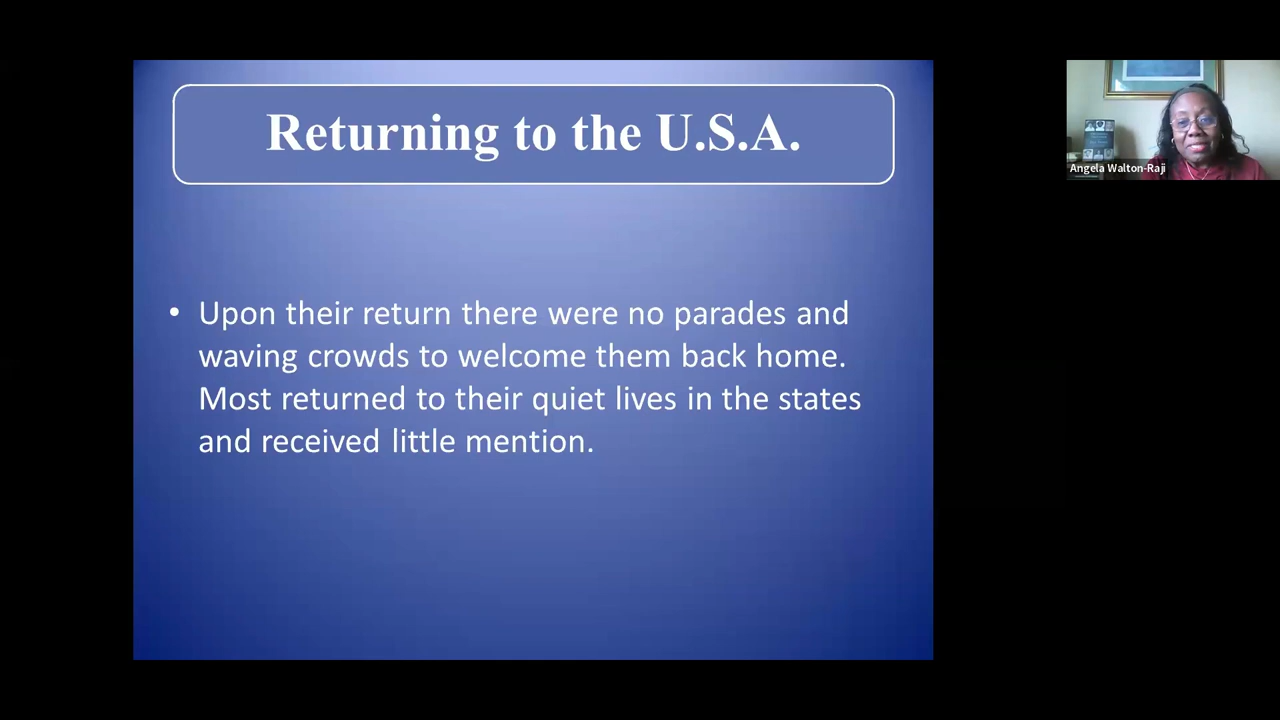 Returning to the U.S.A.
• Upon their return there were no parades and
waving crowds to welcome them back home.
Most returned to their quiet lives in the states
and received little mention.
Angela Walton-Raji